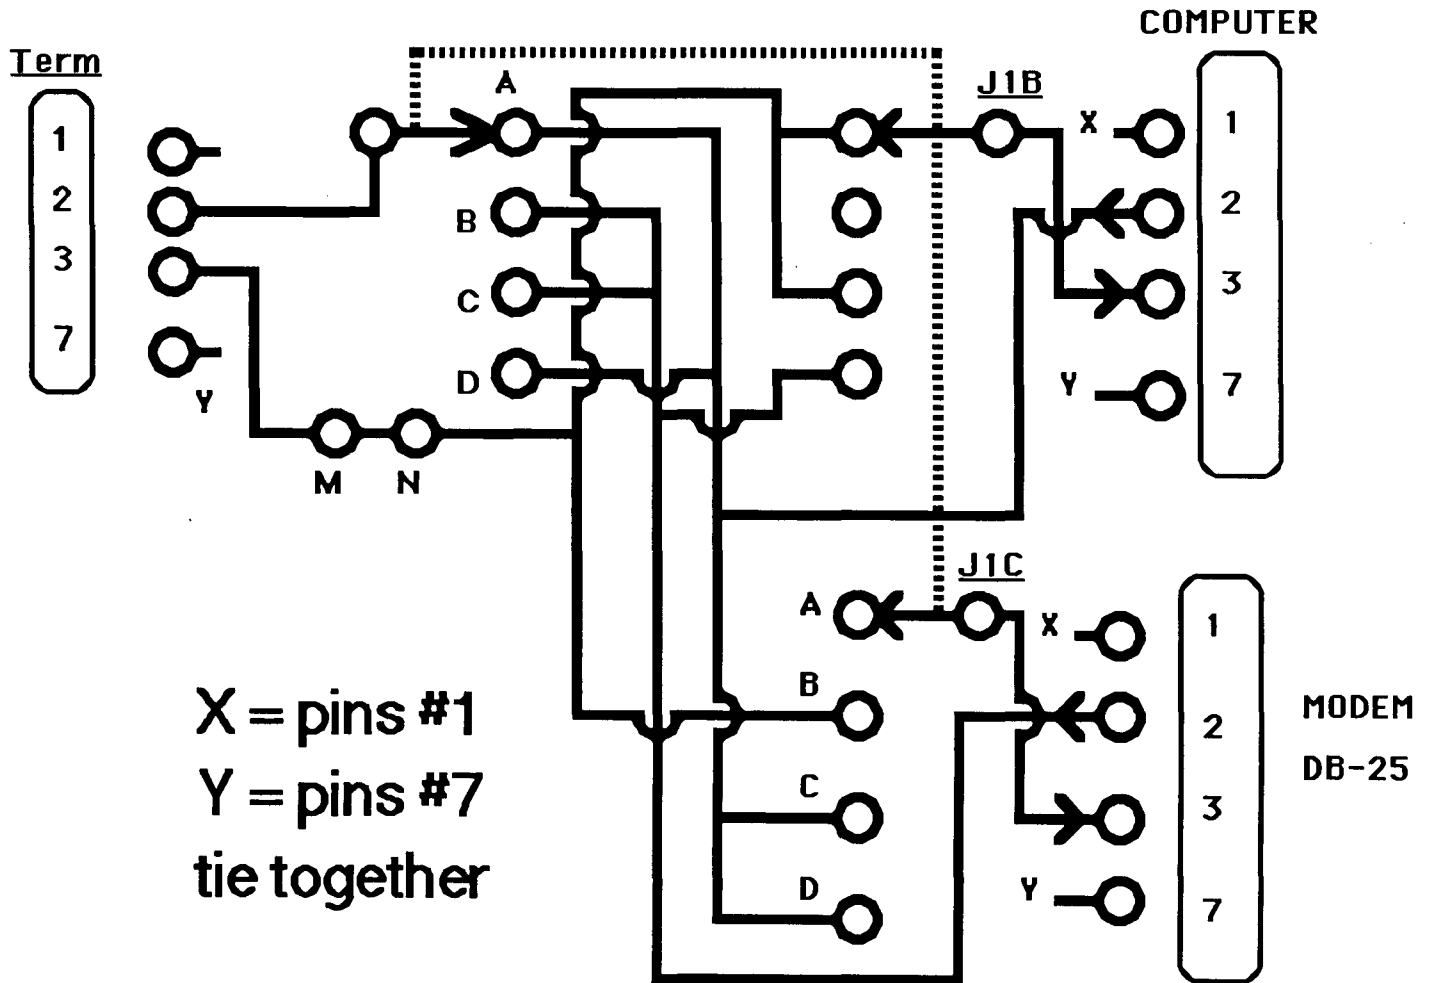 COMPUTER
Term
A
J1B
1
2
3
7
B
C
D
Y
M
N
X
1
2
3
Y
7
J1C
A
B
C
D
X
1
2
3
Y
7
MODEM
DB-25
X = pins #1
Y = pins #7
tie together